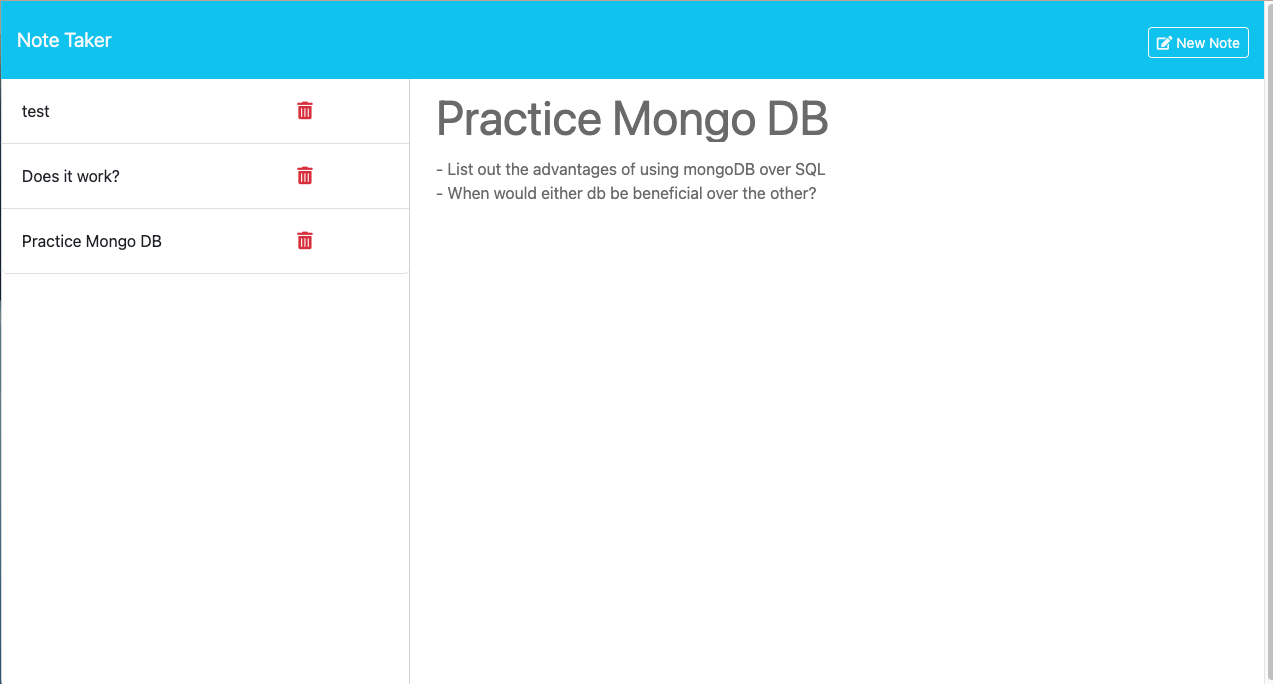 Note Taker
New Note
test
Does it work?
Practice Mongo DB
Practice Mongo DB
- List out the advantages of using mongoDB over SQL
- When would either db be beneficial over the other?